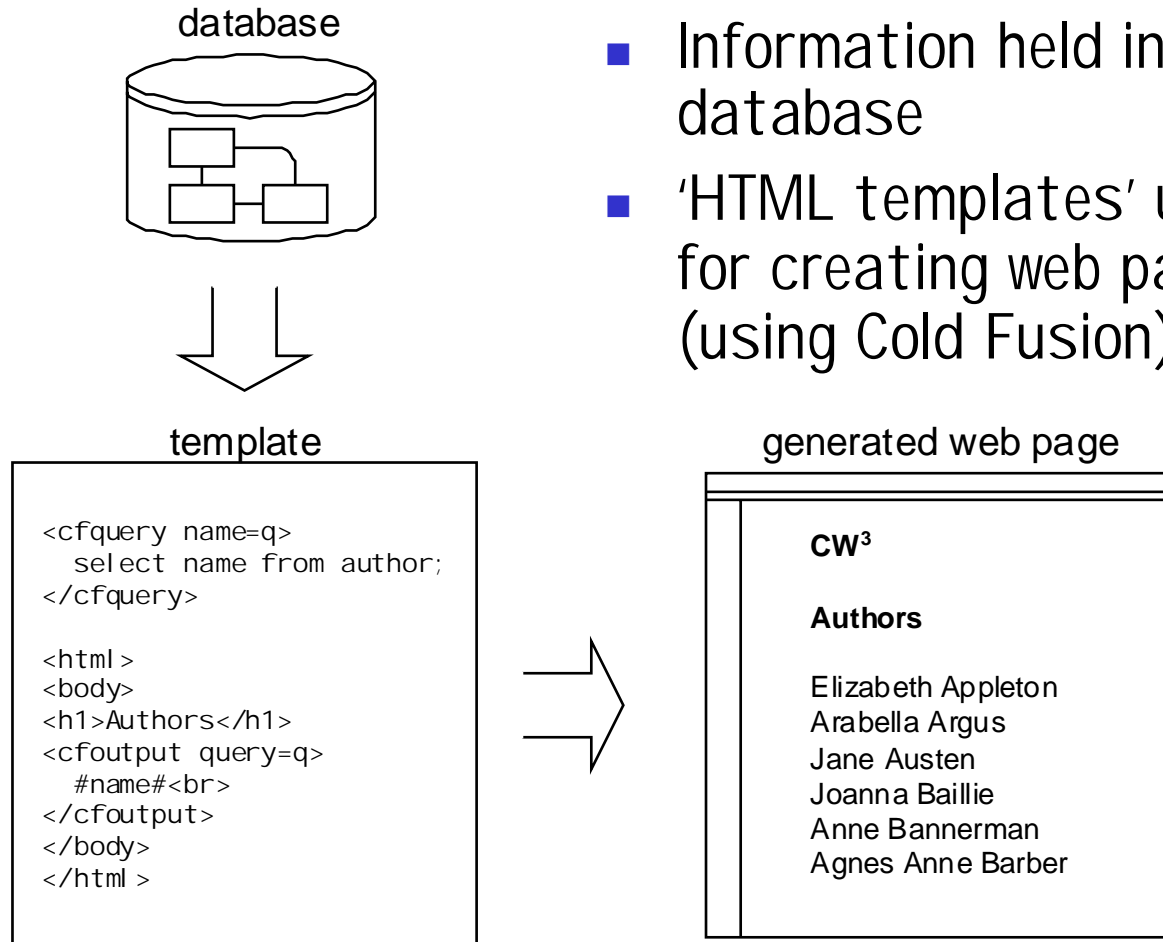 database
Information held in
database
‘HTML templates’
for creating web
(using Cold Fusion)
template
<cfquery name=q>
select name from author;
</cfquery>
<html>
<body>
<h1>Authors</h1>
<cfoutput query=q>
#name#<br>
</cfoutput>
</body>
</html>
generated web page
CW³
Authors
Elizabeth Appleton
Arabella Argus
Jane Austen
Joanna Baillie
Anne Bannerman
Agnes Anne Barber